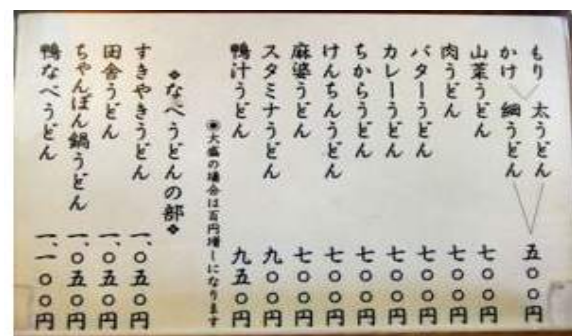 もり 太うどん 五〇〇円
かけ 細うどん
山菜うどん 七〇〇円
肉うどん 七〇〇円
バターうどん 七〇〇円
カレーうどん 七〇〇円
ちからうどん 七〇〇円
けんちんうどん 七〇〇円
麻婆うどん 七〇〇円
スタミナうどん 九〇〇円
鴨汁うどん 九五〇円
◉大盛の場合は百円増しになります
❖なべうどんの部❖
すきやきうどん 一、〇五〇円
田舎うどん 一、〇五〇円
ちゃんぽん鍋うどん 一、〇五〇円
鴨なべうどん 一、一〇〇円